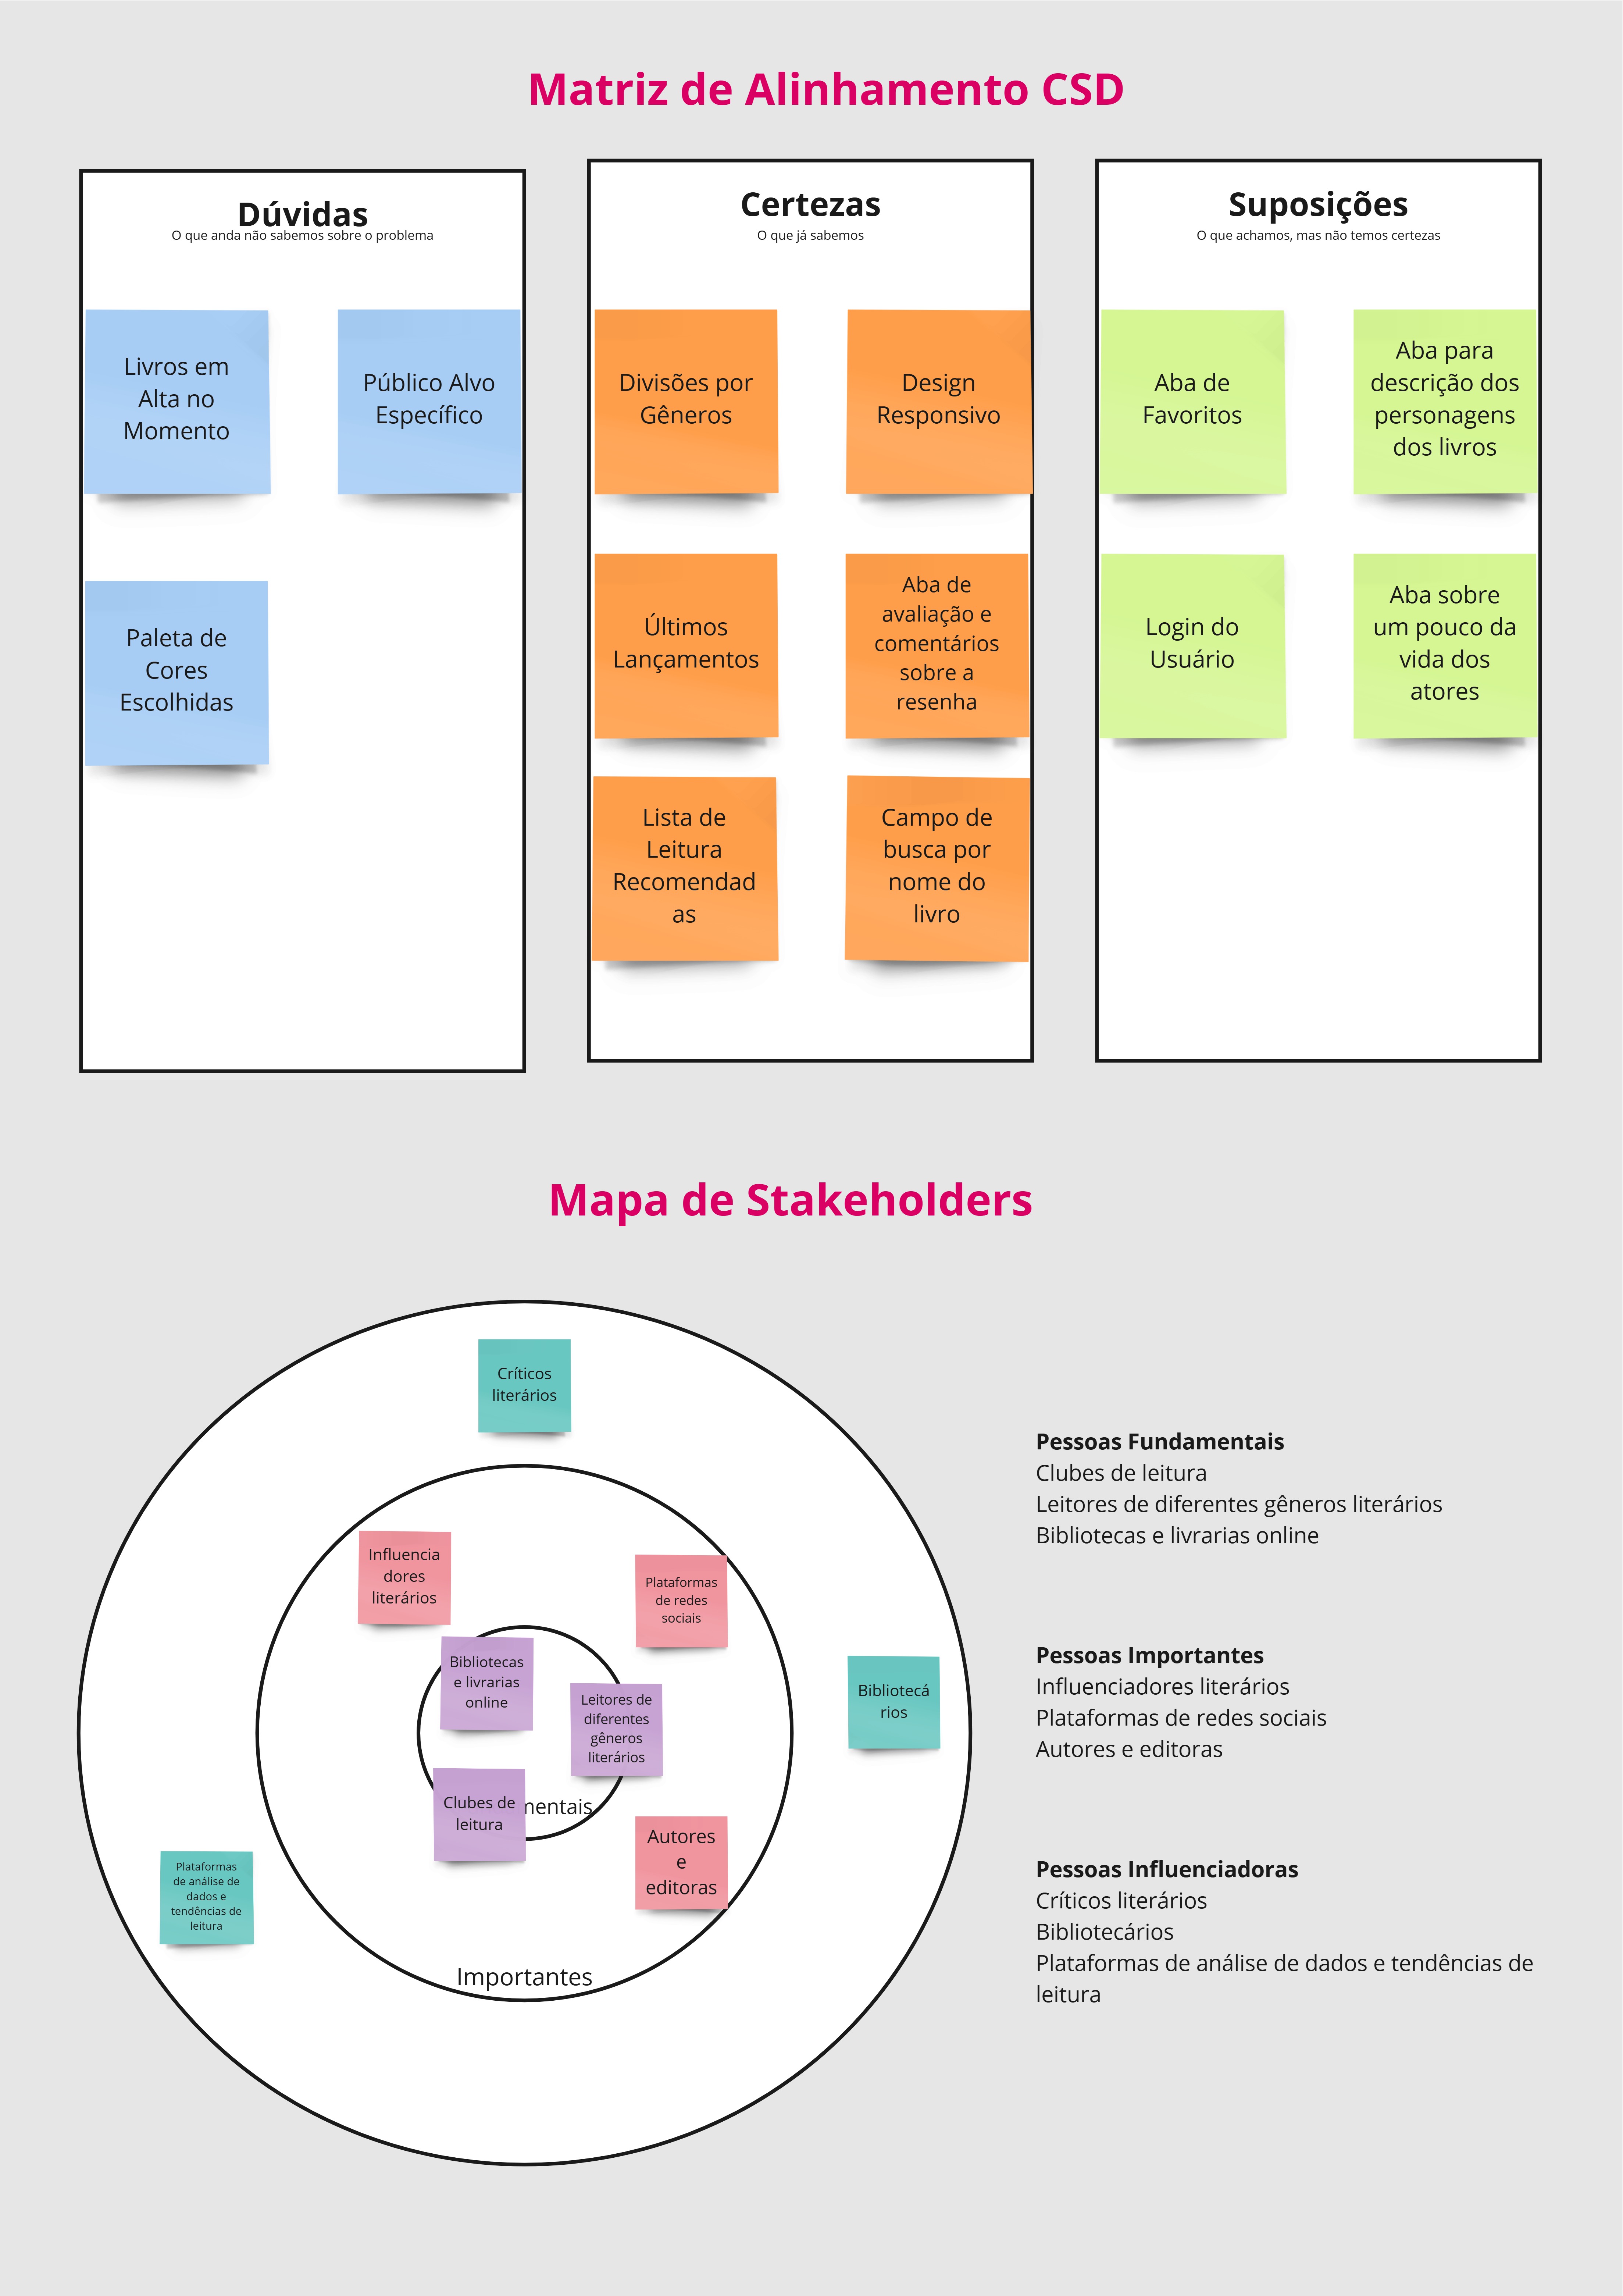 Matriz de Alinhamento CSD
Dúvidas
O que anda não sabemos sobre o problema
Livros em
Alta no
Momento
Público Alvo
Específico
Paleta de
Cores
Escolhidas
Certezas
O que já sabemos
Divisões por
Gêneros
Design
Responsivo
Últimos
Lançamentos
Aba de
avaliação e
comentários
sobre a
resenha
Lista de
Leitura
Recomendad
as
Campo de
busca por
nome do
livro
Suposições
O que achamos, mas não temos certezas
Aba de
Favoritos
Aba para
descrição dos
personagens
dos livros
Login do
Usuário
Aba sobre
um pouco da
vida dos
atores
Mapa de Stakeholders
Críticos
literários
Influencia
dores
literários
Plataformas
de redes
sociais
Bibliotecas
e livrarias
online
Leitores de
diferentes
gêneros
literários
Bibliotecá
rios
Clubes de
leitura
mentais
Autores
e
editoras
Plataformas
de análise de
dados e
tendências de
leitura
Importantes
Pessoas Fundamentais
Clubes de leitura
Leitores de diferentes gêneros literários
Bibliotecas e livrarias online
Pessoas Importantes
Influenciadores literários
Plataformas de redes sociais
Autores e editoras
Pessoas Influenciadoras
Críticos literários
Bibliotecários
Plataformas de análise de dados e tendências de
leitura